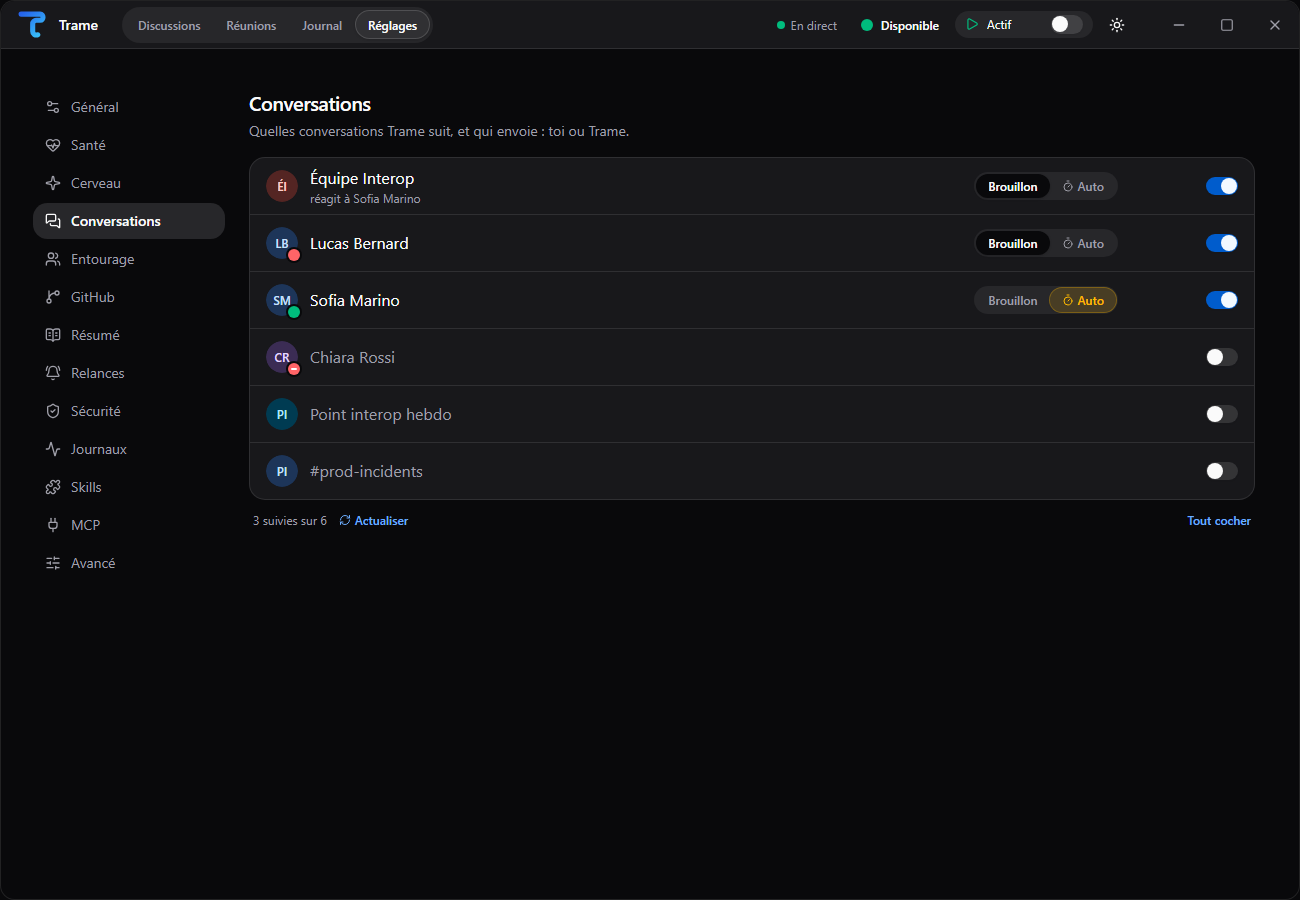 Trame
Discussions
Réunions
Journal
Réglages
En direct
Disponible
Actif
Général
Santé
Cerveau
Conversations
Entourage
GitHub
Résumé
Relances
Sécurité
Journaux
Skills
MCP
Avancé
Conversations
Quelles conversations Trame suit, et qui envoie : toi ou Trame.
ÉI
Équipe Interop
réagit à Sofia Marino
Brouillon
Auto
LB
Lucas Bernard
Brouillon
Auto
SM
Sofia Marino
Brouillon
Auto
CR
Chiara Rossi
PI
Point interop hebdo
PI
#prod-incidents
3 suivies sur 6
Actualiser
Tout cocher